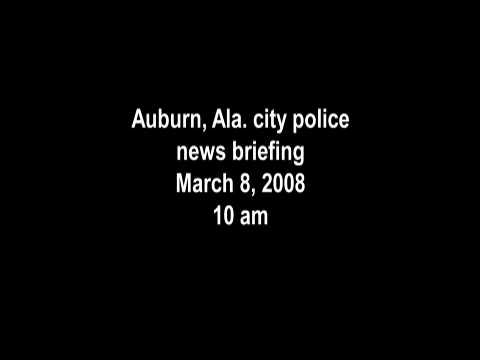 Auburn, Ala. city police
news briefing
March 8, 2008
10 am